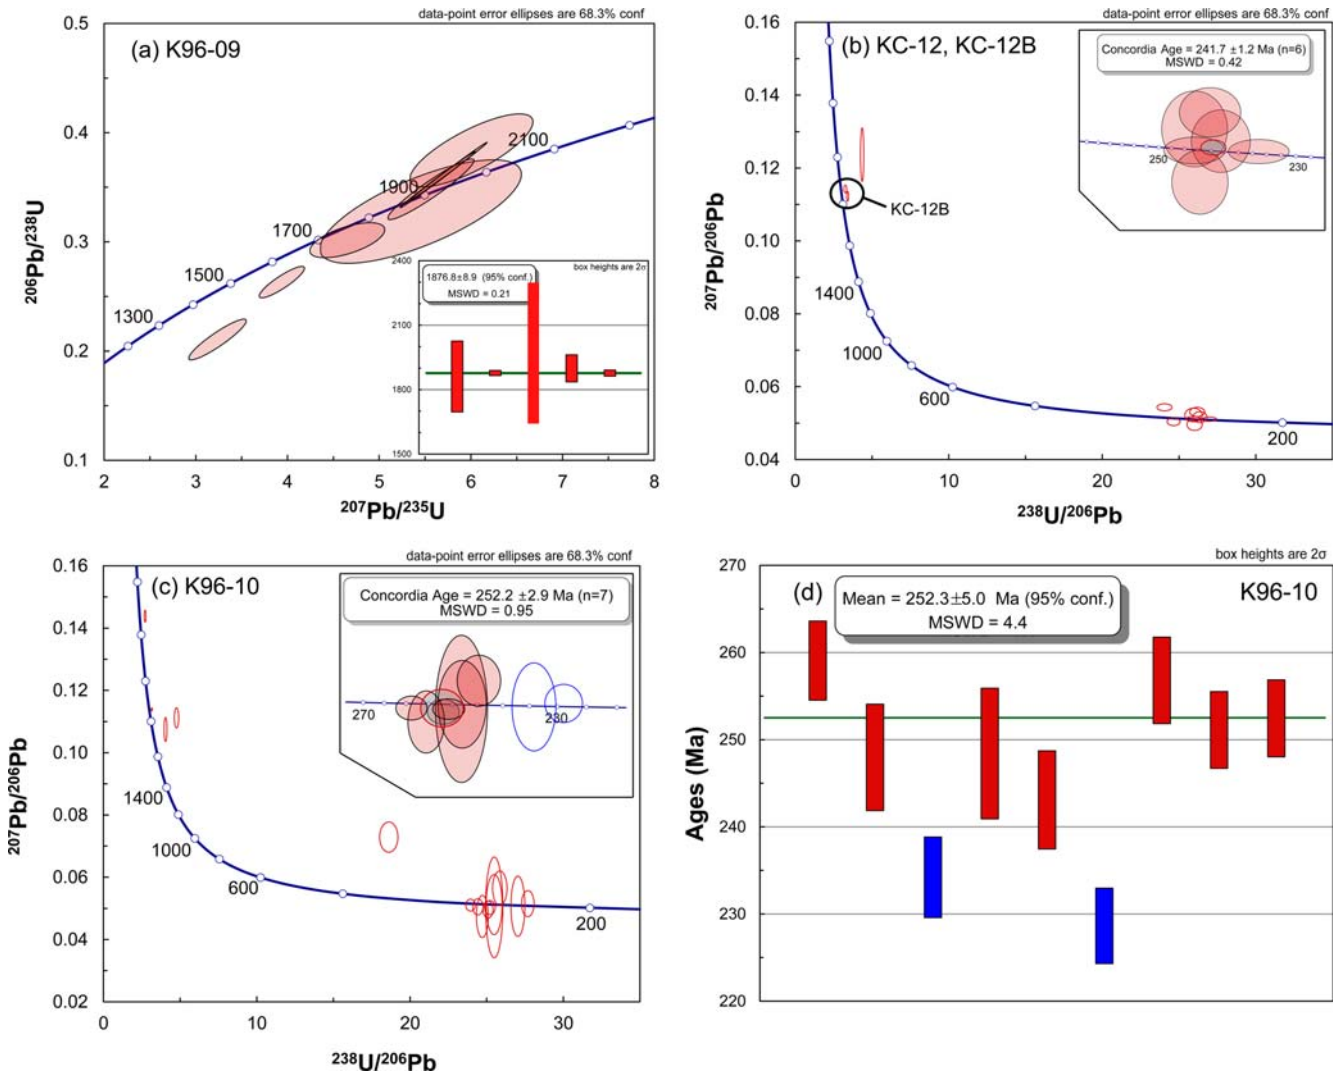 data-point error ellipses are 68.3% conf
(a) K96-09
0.5
0.4
0.3
0.2
0.1
206Pb/238U
1300
1500
1700
1900
2100
2400
2100
1800
1500
box heights are 2σ
1876.8±8.9 (95% conf.)
MSWD = 0.21
2 3 4 5 6 7 8
207Pb/235U
data-point error ellipses are 68.3% conf
(b) KC-12, KC-12B
0.16
0.14
0.12
0.10
0.08
0.06
0.04
207Pb/206Pb
Concordia Age = 241.7 ±1.2 Ma (n=6)
MSWD = 0.42
250
230
KC-12B
1400
1000
600
200
0 10 20 30
238U/206Pb
data-point error ellipses are 68.3% conf
(c) K96-10
0.16
0.14
0.12
0.10
0.08
0.06
0.04
0.02
207Pb/206Pb
Concordia Age = 252.2 ±2.9 Ma (n=7)
MSWD = 0.95
270
230
1400
1000
600
200
0 10 20 30
238U/206Pb
box heights are 2σ
(d)
K96-10
Mean = 252.3±5.0 Ma (95% conf.)
MSWD = 4.4
270
260
250
240
230
220
Ages (Ma)